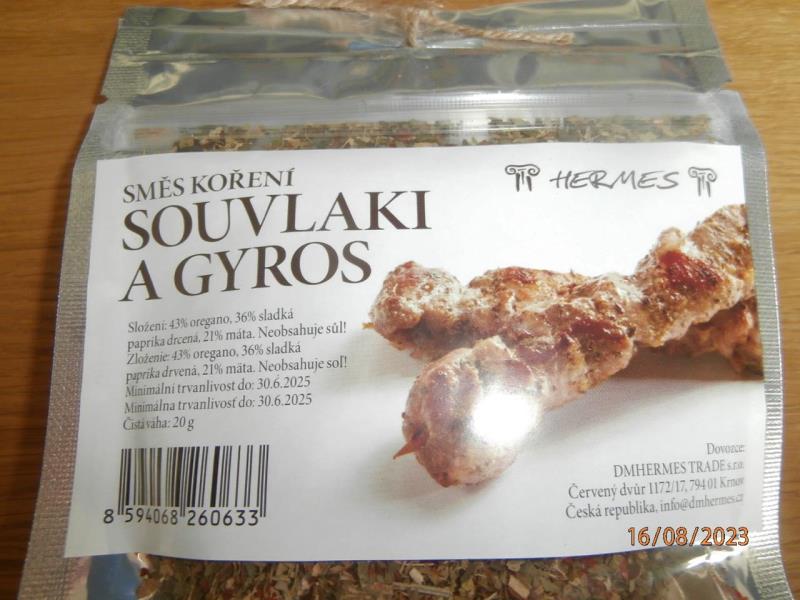 SMĚS KOŘENÍ
SOUVLAKI
A GYROS
HERMES
Složení: 43% oregano, 36% sladká
paprika drcená, 21% máta. Neobsahuje sůl!
Zloženie: 43% oregano, 36% sladká
paprika drvená, 21% máta. Neobsahuje soľ!
Minimální trvanlivost do: 30.6.2025
Minimálna trvanlivosť do: 30.6.2025
Čistá váha: 20 g
8 594068 260633
Dovozce:
DMHERMES TRADE s.r.o.
Červený dvůr 1172/17, 794 01 Krnov
Česká republika, info@dmhermes.cz
16/08/2023